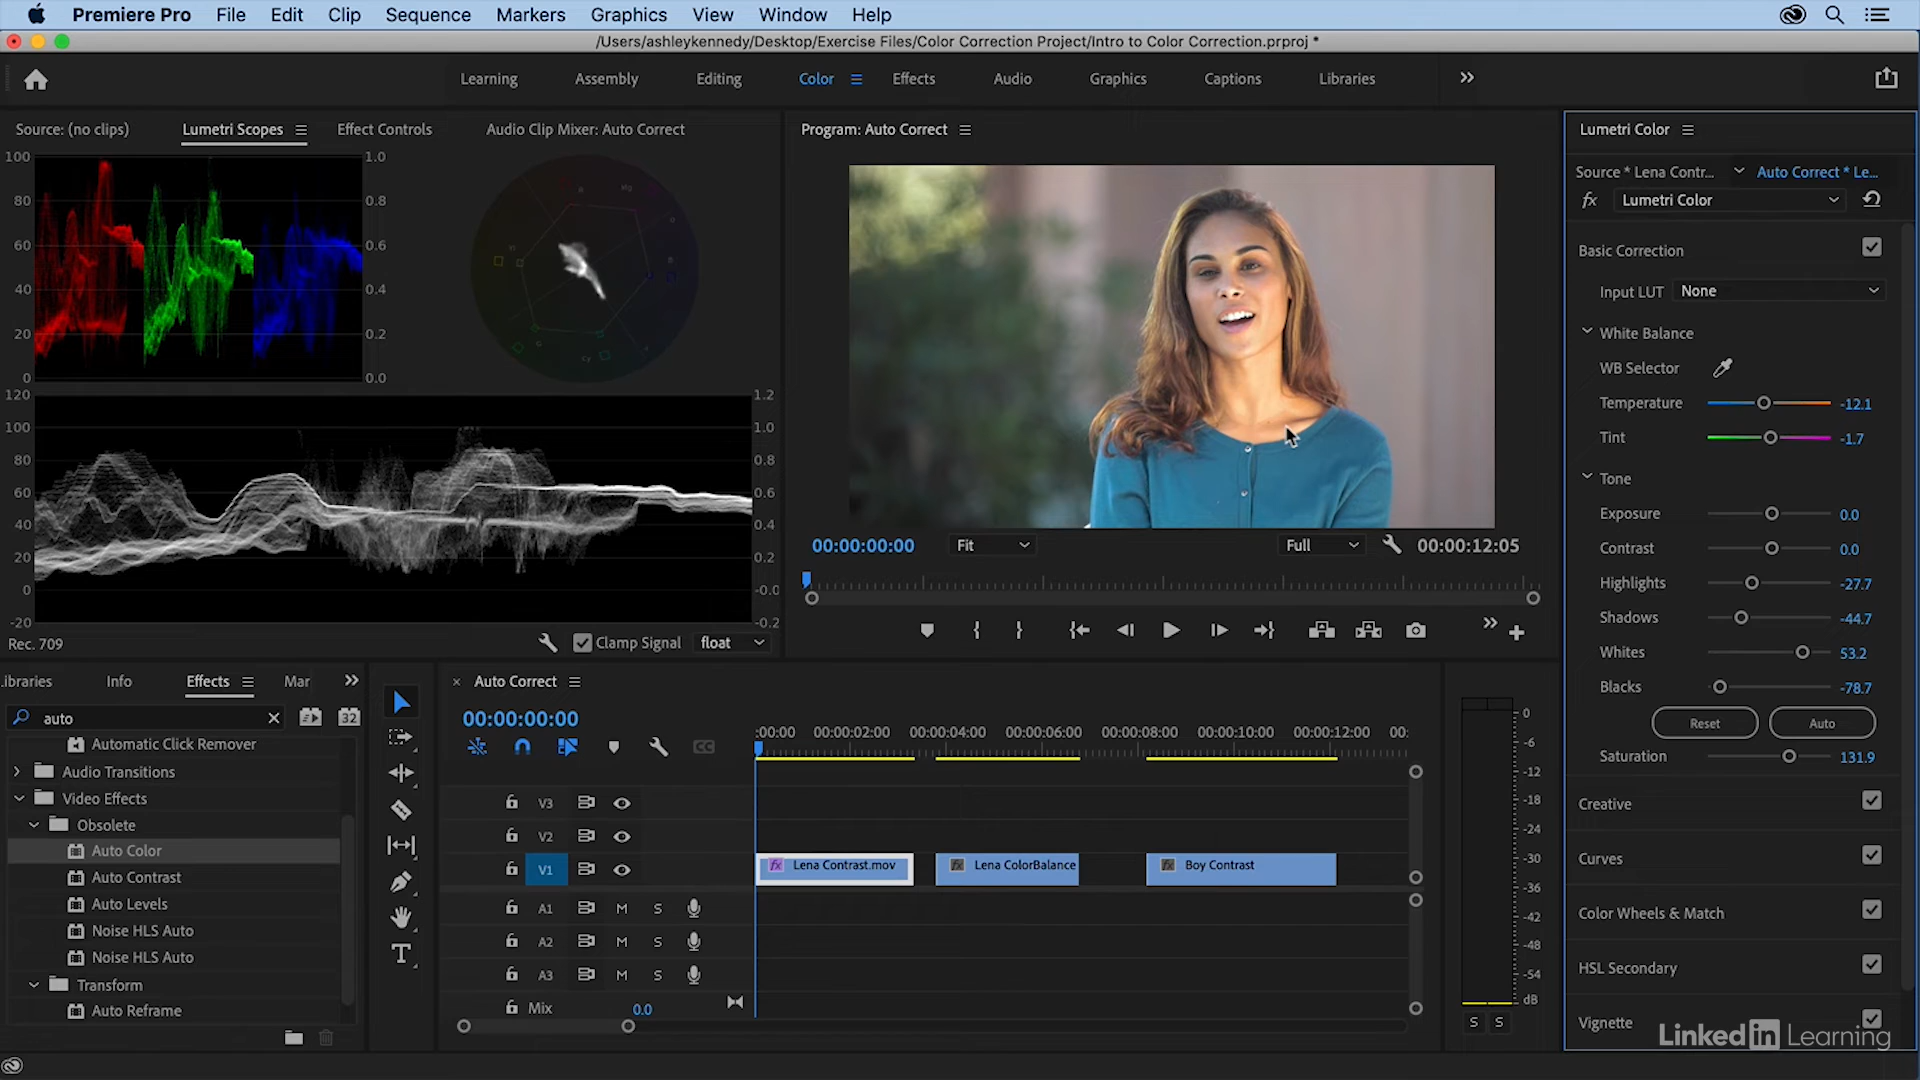 Premiere Pro File Edit Clip Sequence Markers Graphics View Window Help
/Users/ashleykennedy/Desktop/Exercise Files/Color Correction Project/Intro to Color Correction.prproj *
Learning Assembly Editing Color Effects Audio Graphics Captions Libraries
Source: (no clips) Lumetri Scopes Effect Controls Audio Clip Mixer: Auto Correct
100 1.0
80 0.8
60 0.6
40 0.4
20 0.2
0 0.0
R Mg B Cy G Yl
120 1.2
100 1.0
80 0.8
60 0.6
40 0.4
20 0.2
0 -0.0
-20 -0.2
Rec. 709 Clamp Signal float
Program: Auto Correct
00:00:00:00 Fit Full 00:00:12:05
Lumetri Color
Source * Lena Contr... Auto Correct * Le...
fx Lumetri Color
Basic Correction
Input LUT None
White Balance
WB Selector
Temperature -12.1
Tint -1.7
Tone
Exposure 0.0
Contrast 0.0
Highlights -27.7
Shadows -44.7
Whites 53.2
Blacks -78.7
Reset Auto
Saturation 131.9
Creative
Curves
Color Wheels & Match
HSL Secondary
Vignette
ibraries Info Effects Mar
auto 32
Automatic Click Remover
Audio Transitions
Video Effects
Obsolete
Auto Color
Auto Contrast
Auto Levels
Noise HLS Auto
Noise HLS Auto
Transform
Auto Reframe
T
× Auto Correct
00:00:00:00
CC
:00:00 00:00:02:00 00:00:04:00 00:00:06:00 00:00:08:00 00:00:10:00 00:00:12:00 00:
V3
V2
V1 fx Lena Contrast.mov fx Lena ColorBalance fx Boy Contrast
A1 M S
A2 M S
A3 M S
Mix 0.0
0
-6
-12
-18
-24
-30
-36
-42
-48
-54
dB
S S
Linked in Learning